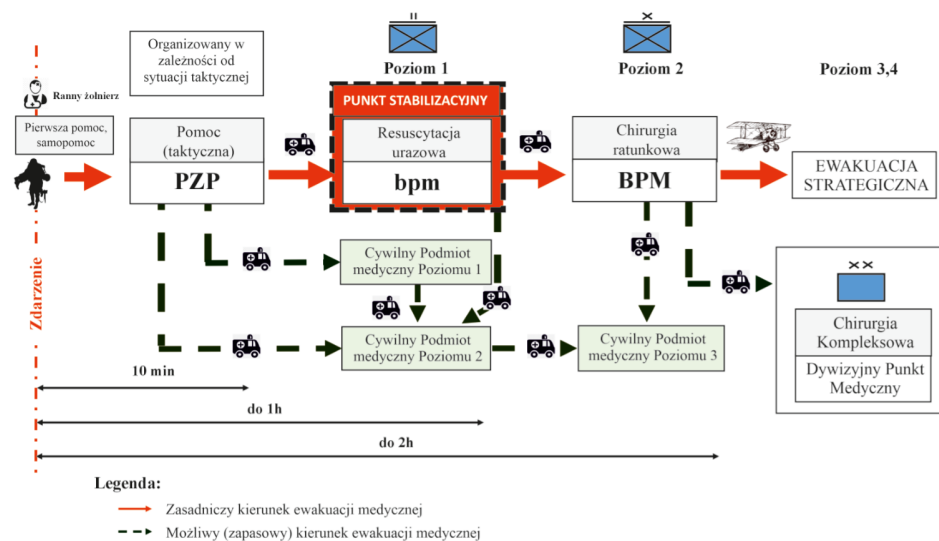 Organizowany w
zależności od
sytuacji taktycznej
Poziom 1
Poziom 2
Poziom 3,4
Ranny żołnierz
Pierwsza pomoc,
samopomoc
Pomoc
(taktyczna)
PZP
PUNKT STABILIZACYJNY
Resuscytacja
urazowa
bpm
Chirurgia
ratunkowa
BPM
EWAKUACJA
STRATEGICZNA
Zdarzenie
Cywilny Podmiot
medyczny Poziomu 1
Cywilny Podmiot
medyczny Poziomu 2
Cywilny Podmiot
medyczny Poziomu 3
Chirurgia
Kompleksowa
Dywizyjny Punkt
Medyczny
10 min
do 1h
do 2h
Legenda:
Zasadniczy kierunek ewakuacji medycznej
Możliwy (zapasowy) kierunek ewakuacji medycznej